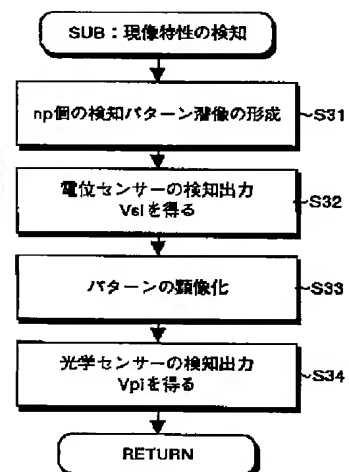 SUB：現像特性の検知
np個の検知パターン潜像の形成
~S31
電位センサーの検知出力
Vsiを得る
~S32
パターンの顕像化
~S33
光学センサーの検知出力
Vpiを得る
~S34
RETURN